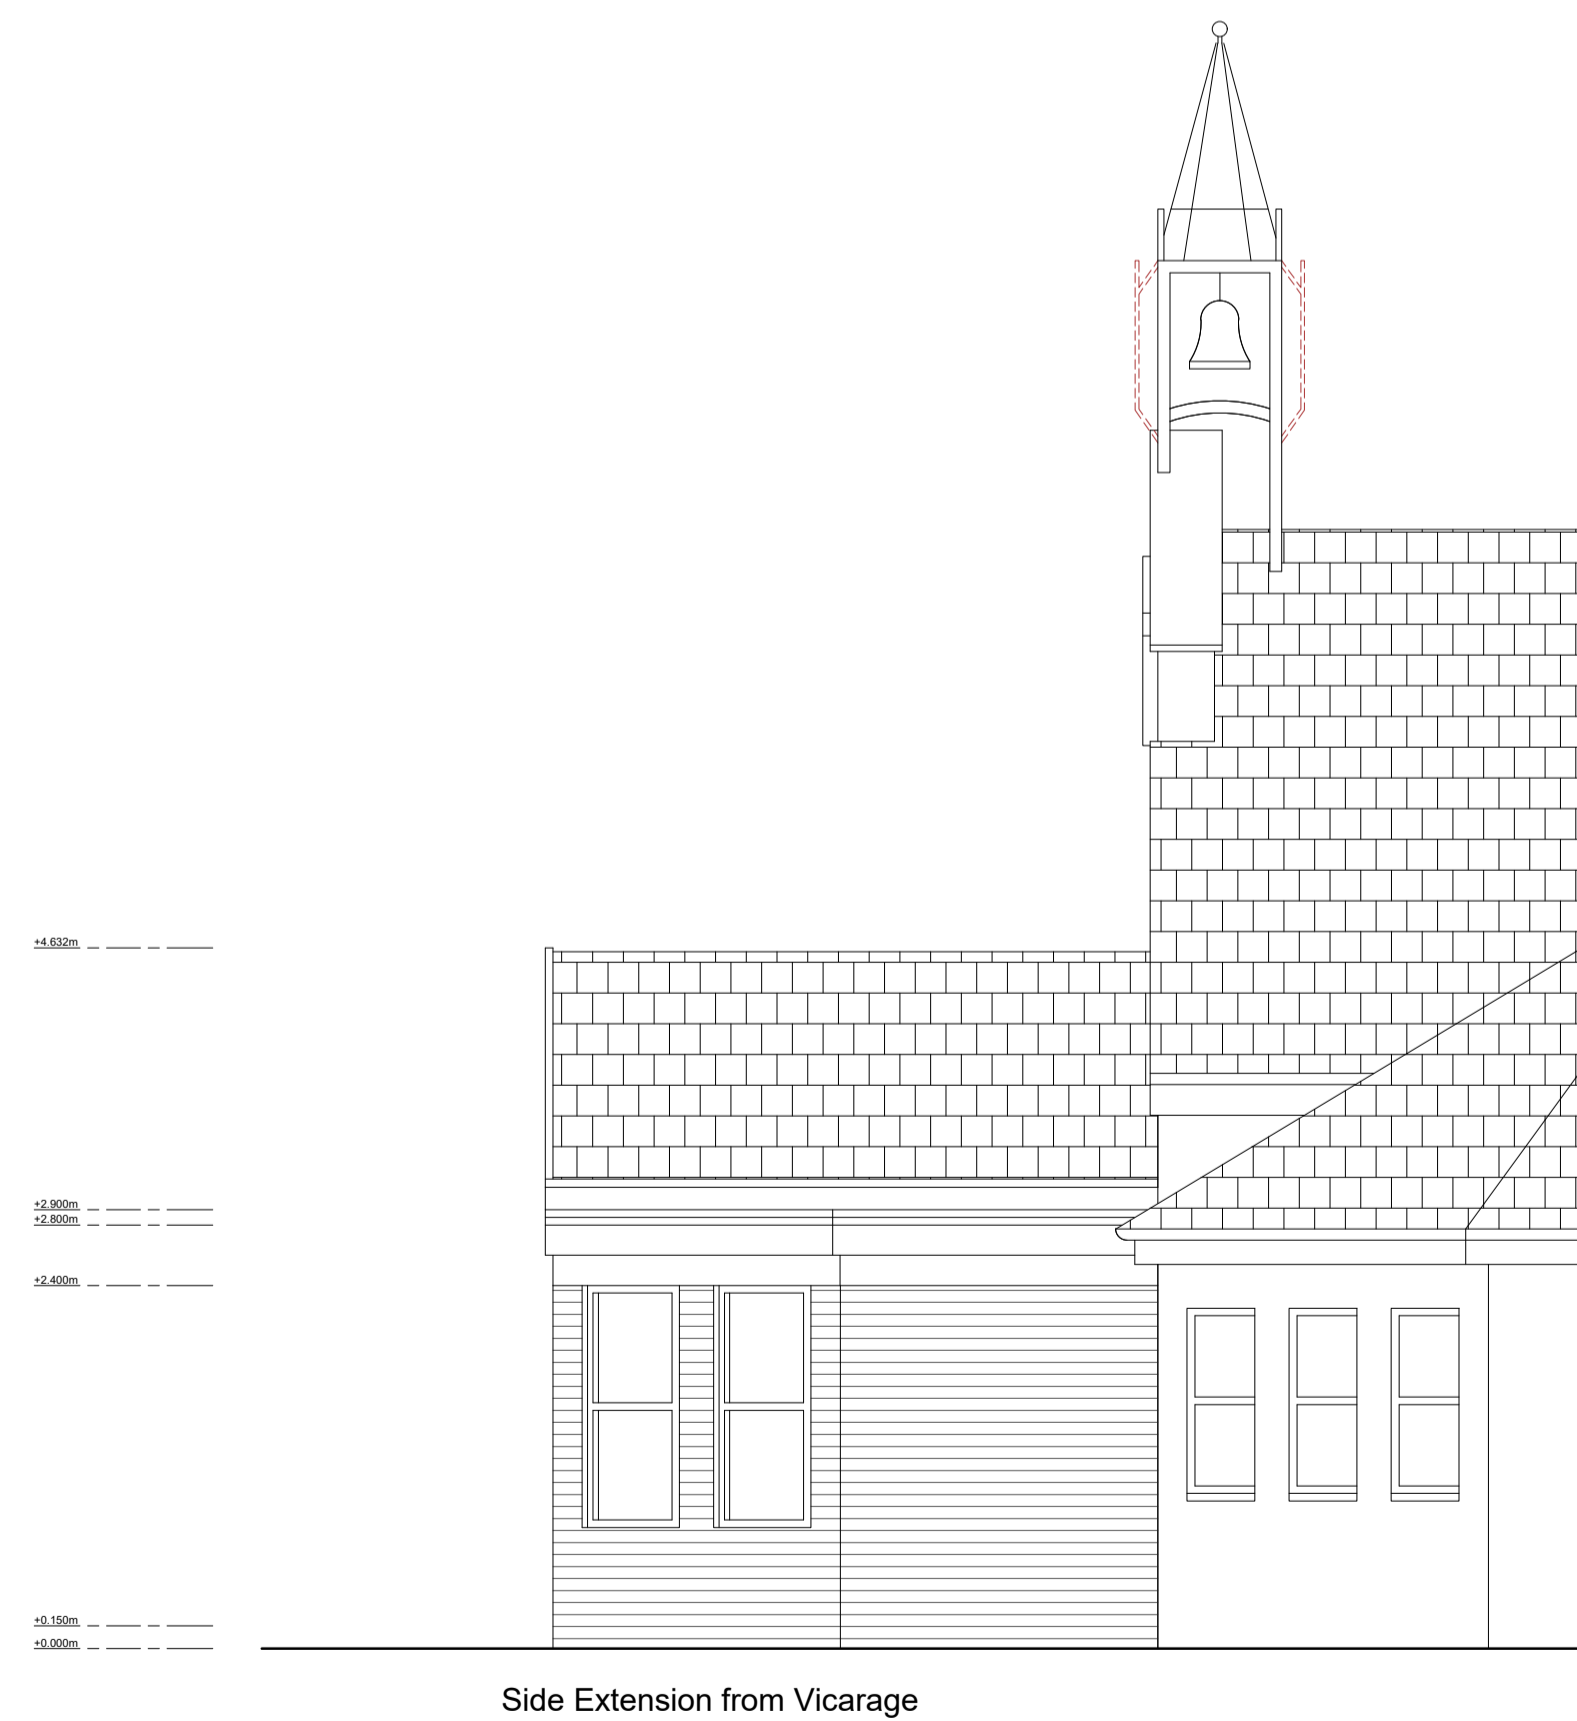 +4.632m
+2.900m
+2.800m
+2.400m
+0.150m
+0.000m
Side Extension from Vicarage